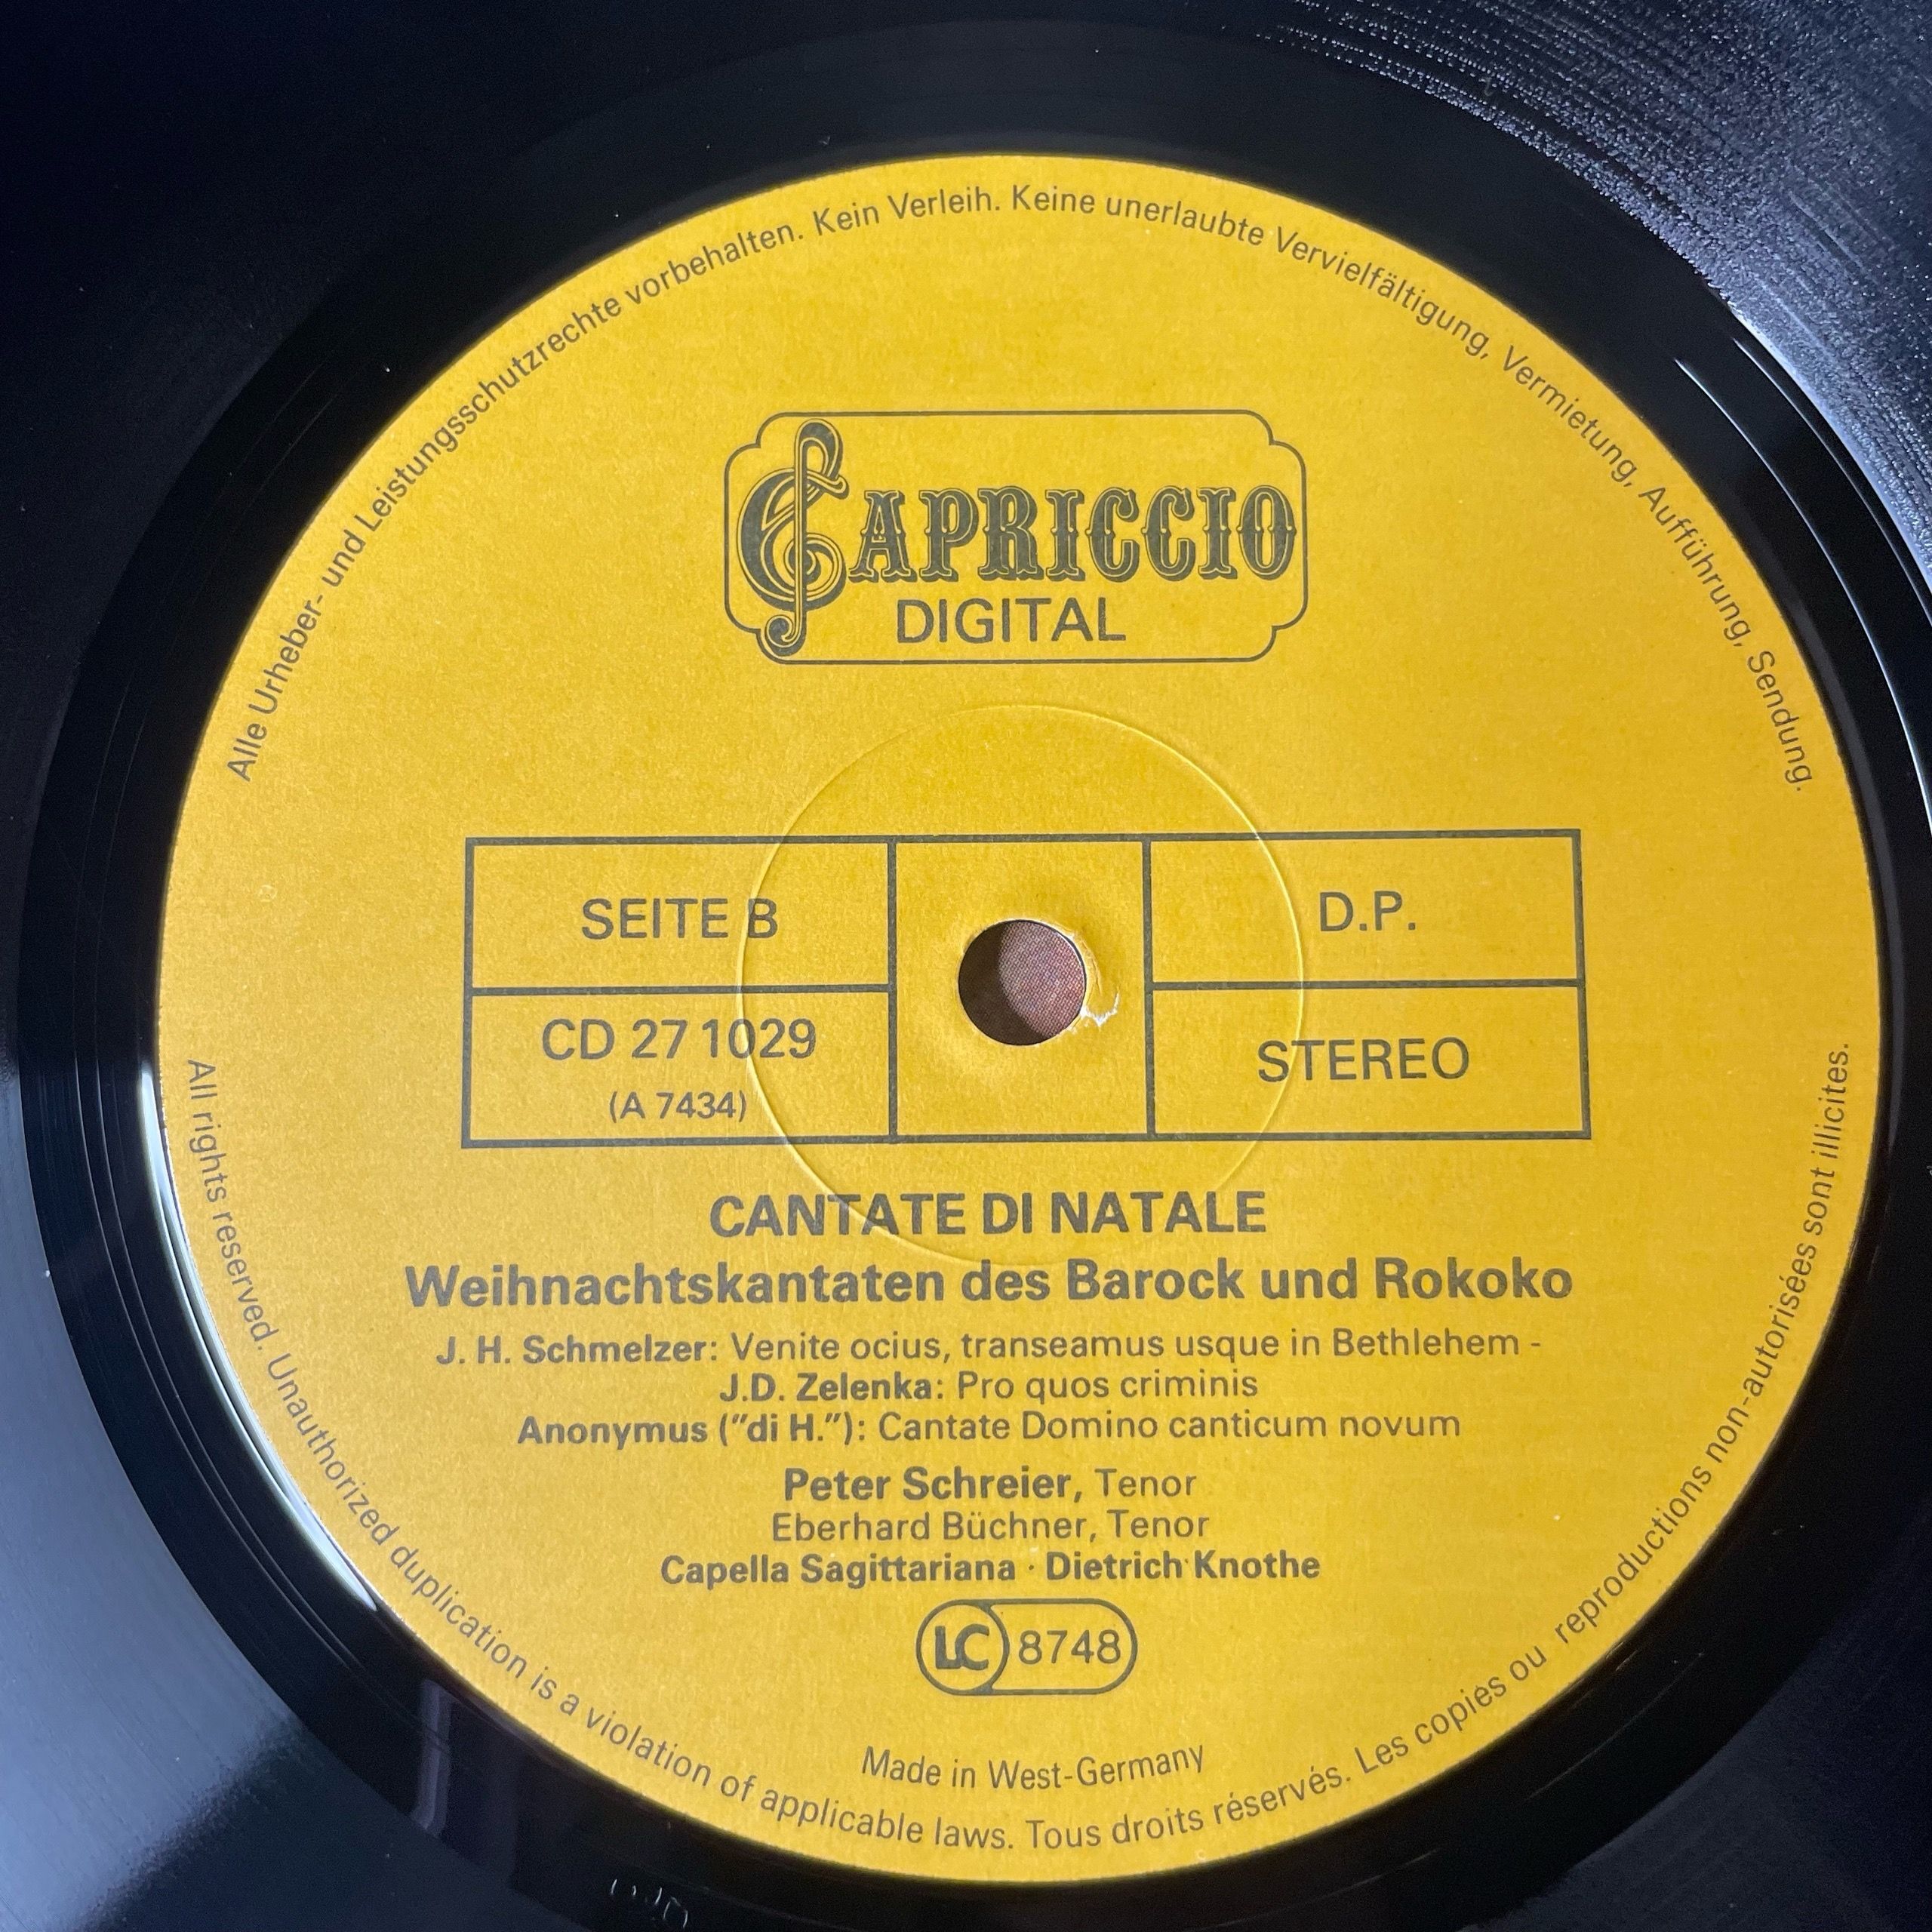 Alle Urheber- und Leistungsschutzrechte vorbehalten. Kein Verleih. Keine unerlaubte Vervielfältigung, Vermietung, Aufführung, Sendung.
CAPRICCIO
DIGITAL
SEITE B
D.P.
CD 27 1029
(A 7434)
STEREO
CANTATE DI NATALE
Weihnachtskantaten des Barock und Rokoko
J. H. Schmelzer: Venite ocius, transeamus usque in Bethlehem -
J.D. Zelenka: Pro quos criminis
Anonymus ("di H."): Cantate Domino canticum novum
Peter Schreier, Tenor
Eberhard Büchner, Tenor
Capella Sagittariana · Dietrich Knothe
LC 8748
Made in West-Germany
All rights reserved. Unauthorized duplication is a violation of applicable laws. Tous droits réservés. Les copies ou reproductions non-autorisées sont illicites.